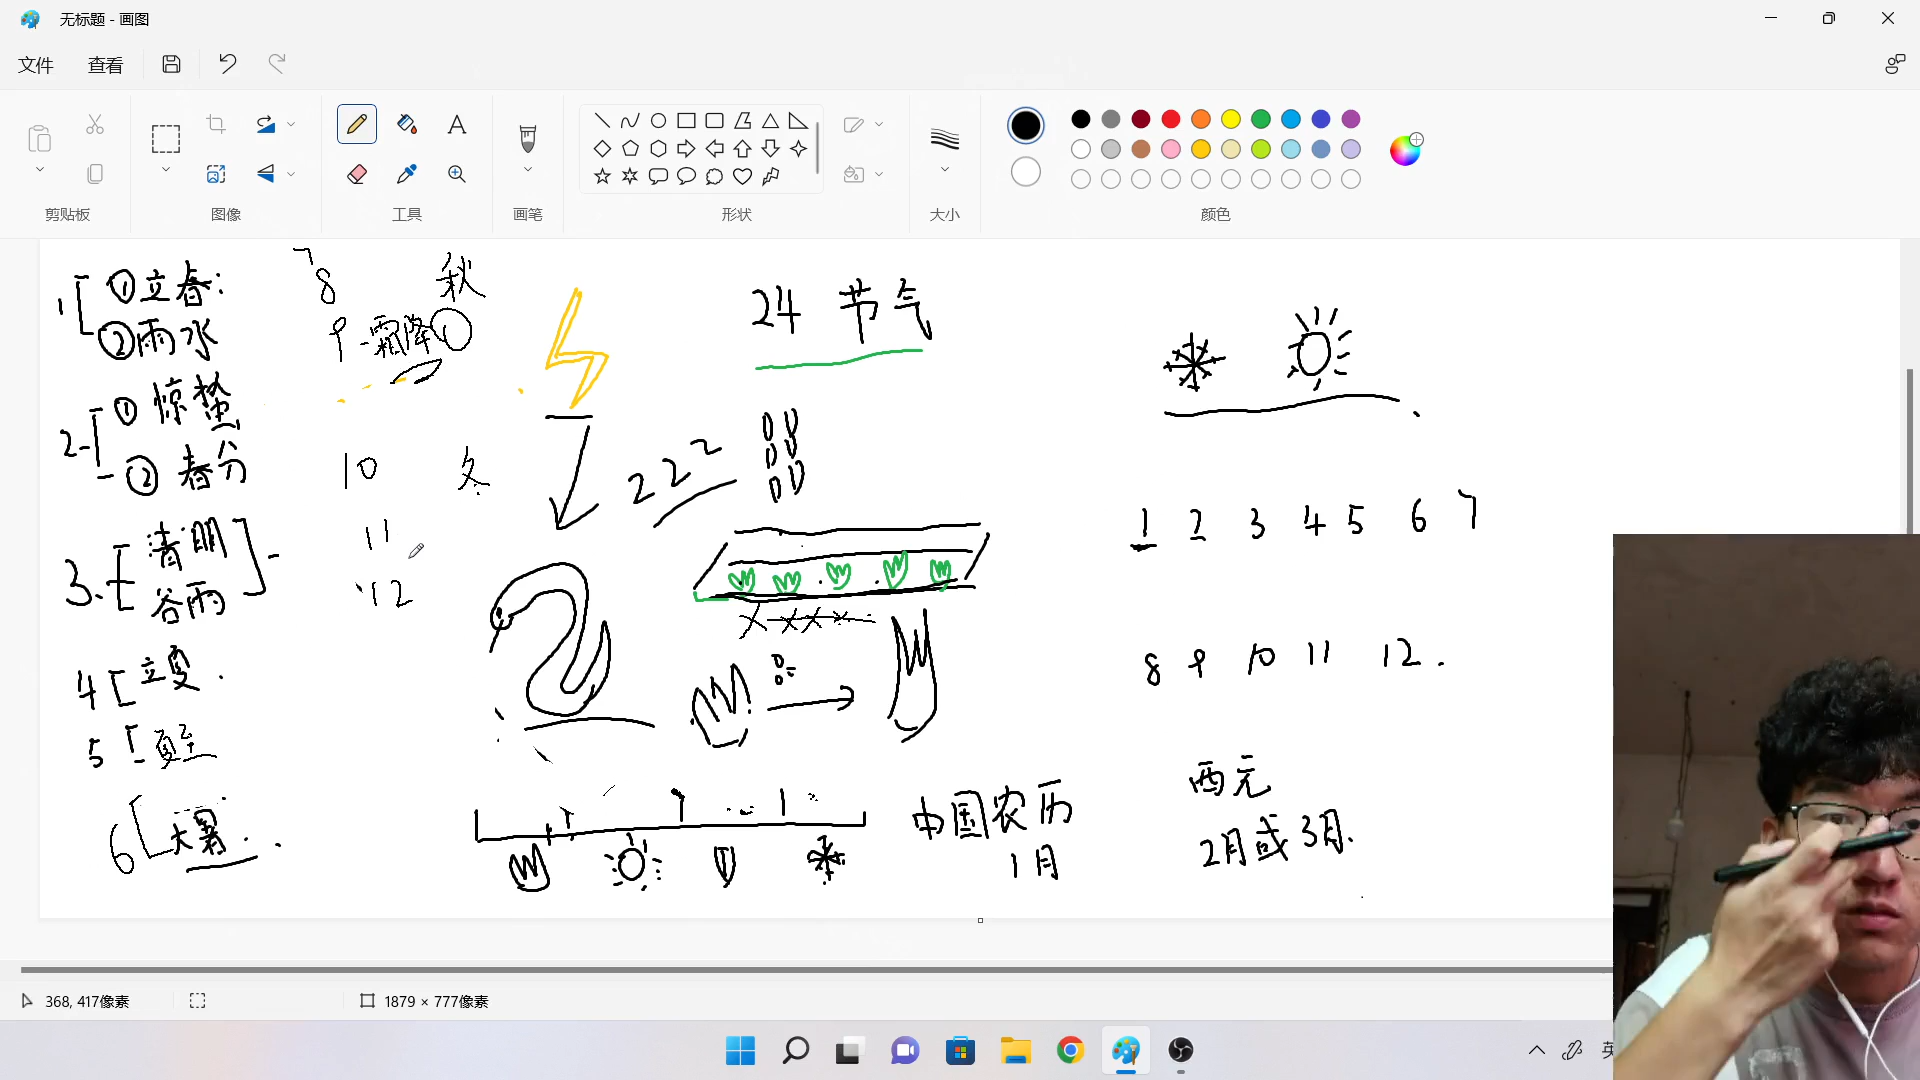 无标题 - 画图
文件 查看
剪贴板 图像 工具 画笔 形状 大小 颜色
1 ①立春:
②雨水
2- ① 惊蛰
② 春分
3. 清明
谷雨
4 立夏.
5 夏至
6 大暑.
8 秋
9 -霜降①
10 冬
11
12
24 节气
2 2 2
中国农历
1月
1 2 3 4 5 6 7
8 9 10 11 12.
西元
2月或3月.
368, 417像素
1879 × 777像素
英